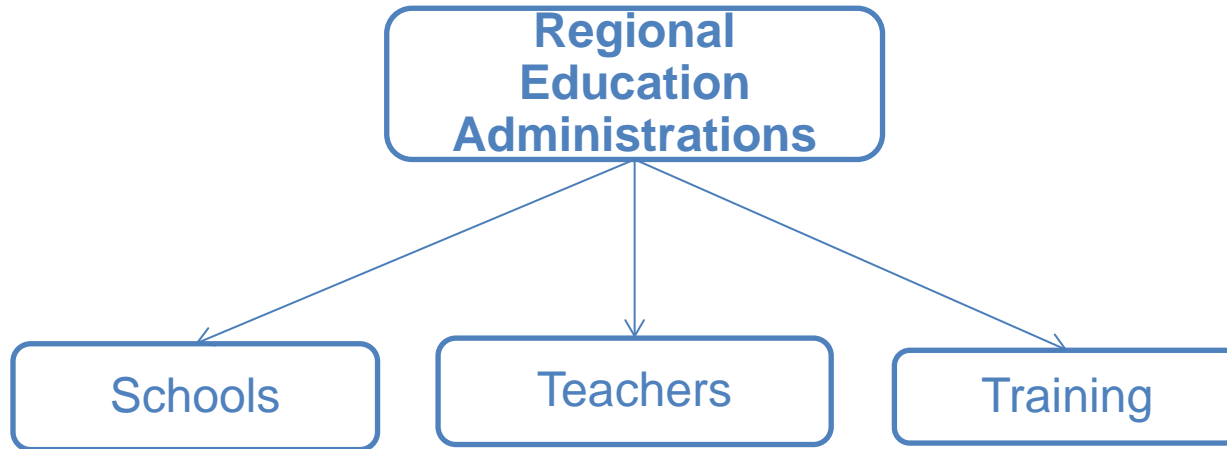 Regional
Education
Administrations
Schools
Teachers
Training